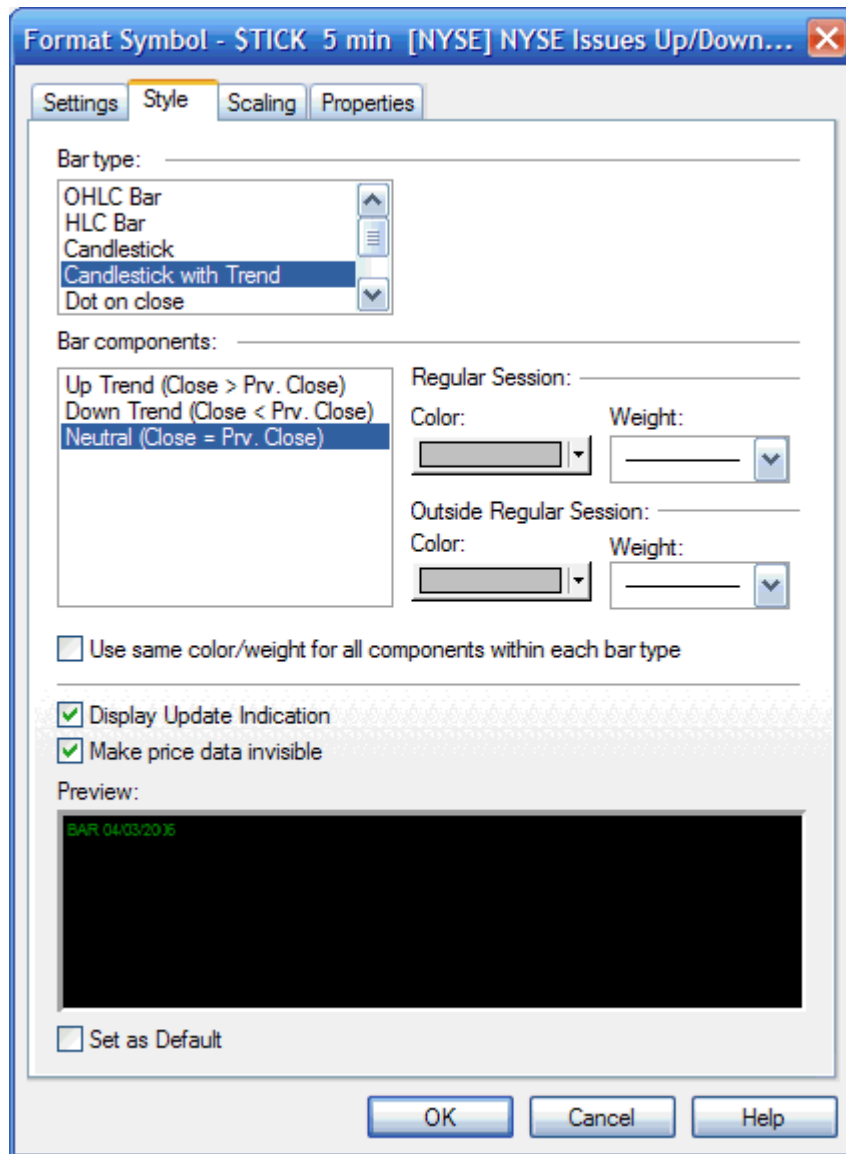 Format Symbol - $TICK 5 min [NYSE] NYSE Issues Up/Down...
Settings Style Scaling Properties
Bar type:
OHLC Bar
HLC Bar
Candlestick
Candlestick with Trend
Dot on close
Bar components:
Up Trend (Close > Prv. Close)
Down Trend (Close < Prv. Close)
Neutral (Close = Prv. Close)
Regular Session:
Color: Weight:
Outside Regular Session:
Color: Weight:
Use same color/weight for all components within each bar type
Display Update Indication
Make price data invisible
Preview:
BAR 04/03/2006
Set as Default
OK Cancel Help